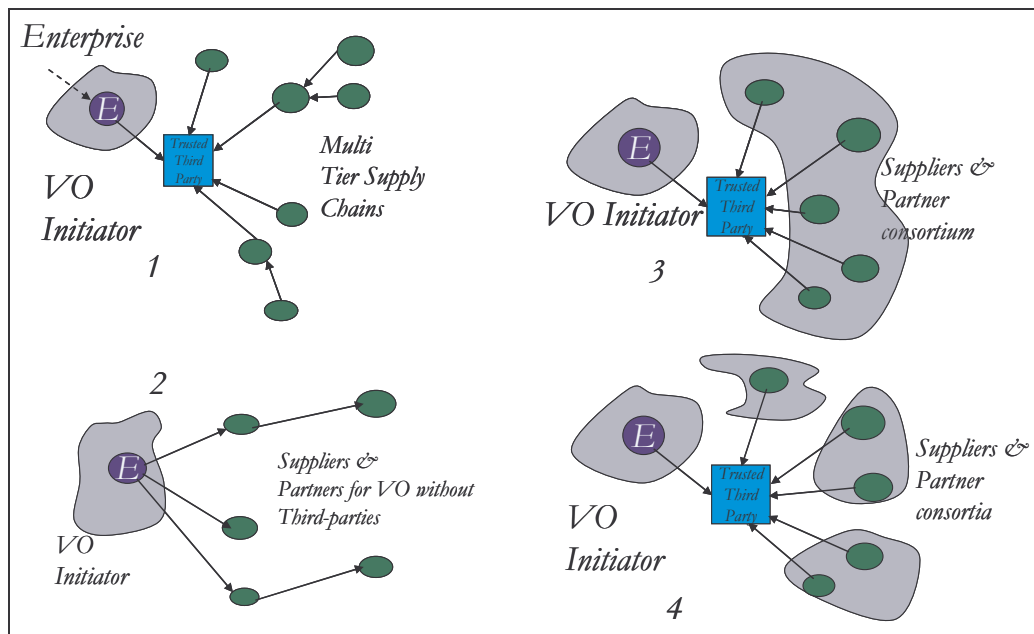 Enterprise
E
Trusted
Third
Party
Multi
Tier Supply
Chains
VO
Initiator
1
E
Trusted
Third
Party
Suppliers &
Partner
consortium
VO Initiator
3
2
E
Suppliers &
Partners for VO without
Third-parties
VO
Initiator
E
Trusted
Third
Party
Suppliers &
Partner
consortia
VO
Initiator
4